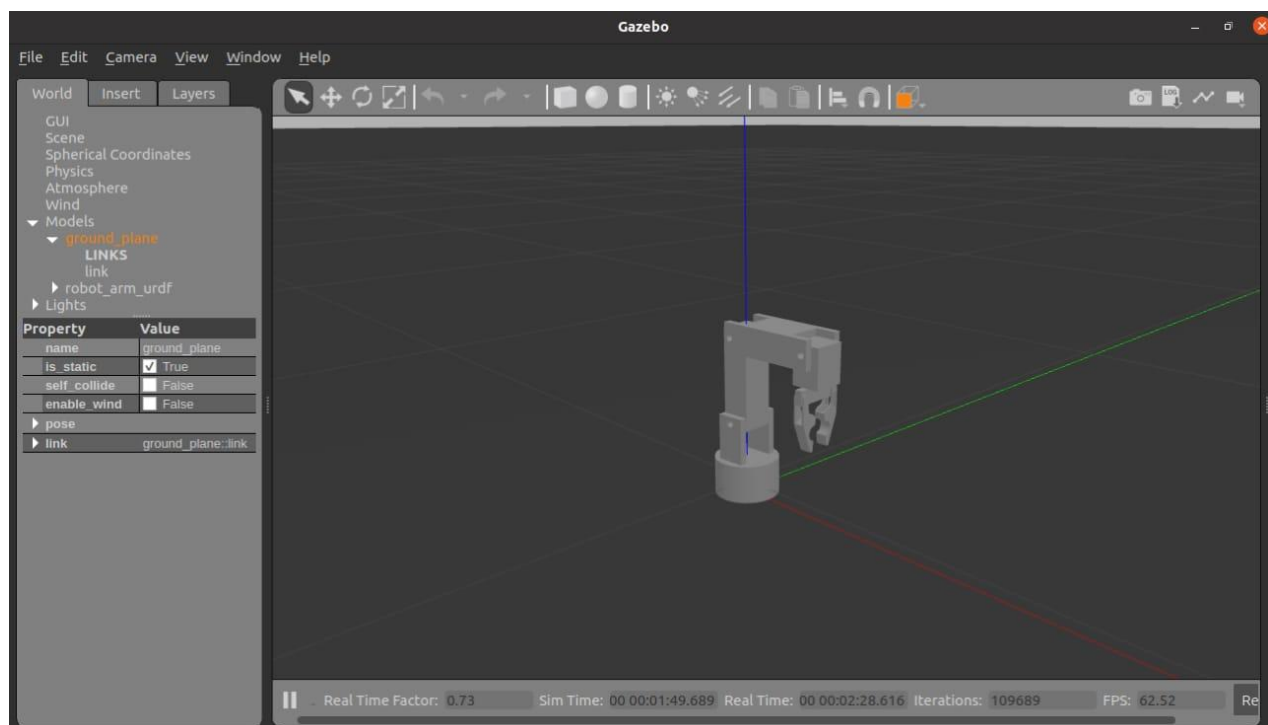 Gazebo
File Edit Camera View Window Help
World Insert Layers
GUI
Scene
Spherical Coordinates
Physics
Atmosphere
Wind
Models
ground_plane
LINKS
link
robot_arm_urdf
Lights
Property Value
name ground_plane
is_static True
self_collide False
enable_wind False
pose
link ground_plane::link
LOG
Real Time Factor: 0.73 Sim Time: 00 00:01:49.689 Real Time: 00 00:02:28.616 Iterations: 109689 FPS: 62.52 Re